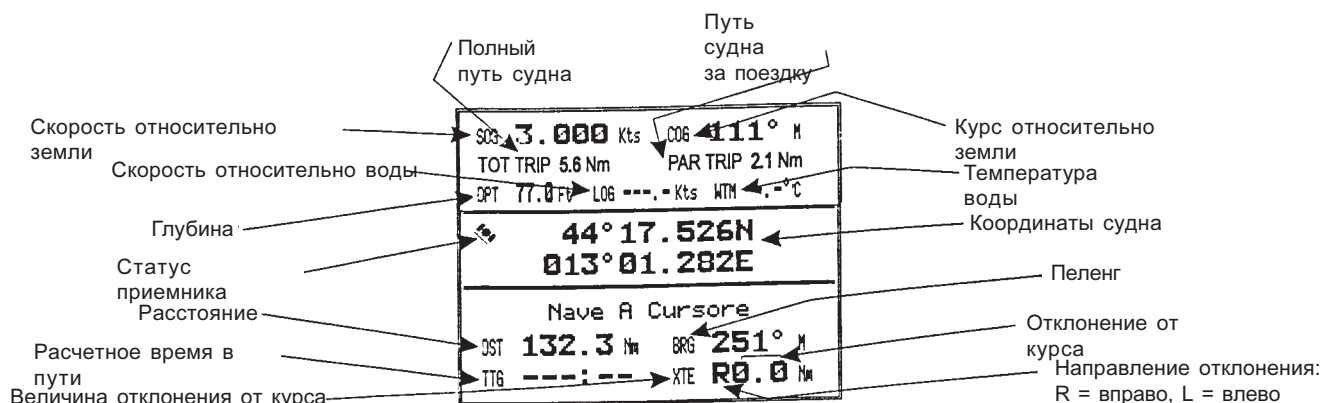 Путь
судна
за поездку
Полный
путь судна
Скорость относительно
земли
Скорость относительно воды
Глубина
Статус
приемника
Расстояние
Расчетное время в
пути
Величина отклонения от курса
SOG 3.000 Kts COG 111° M
TOT TRIP 5.6 Nm PAR TRIP 2.1 Nm
DPT 77.0 Ft LOG ---.- Kts WTM -.-°C
44°17.526N
013°01.282E
Nave A Cursore
DST 132.3 Nm BRG 251° M
TTG ---:-- XTE R0.0 Nm
Курс относительно
земли
Температура
воды
Координаты судна
Пеленг
Отклонение от
курса
Направление отклонения:
R = вправо, L = влево